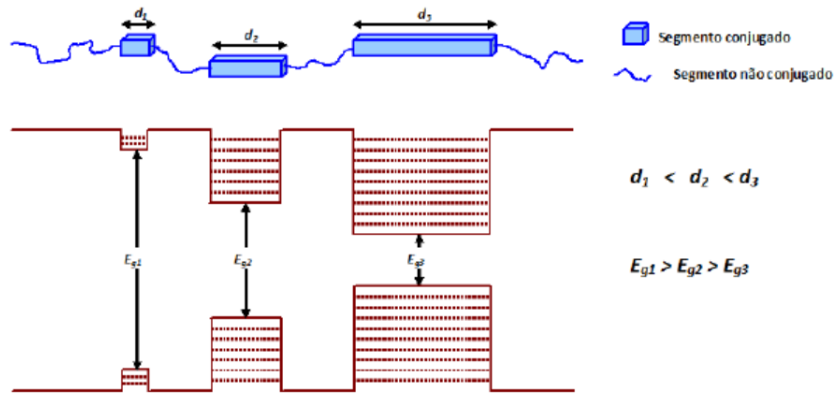 d1
d2
d3
Segmento conjugado
Segmento não conjugado
d1 < d2 < d3
Eg1
Eg2
Eg3
Eg1 > Eg2 > Eg3